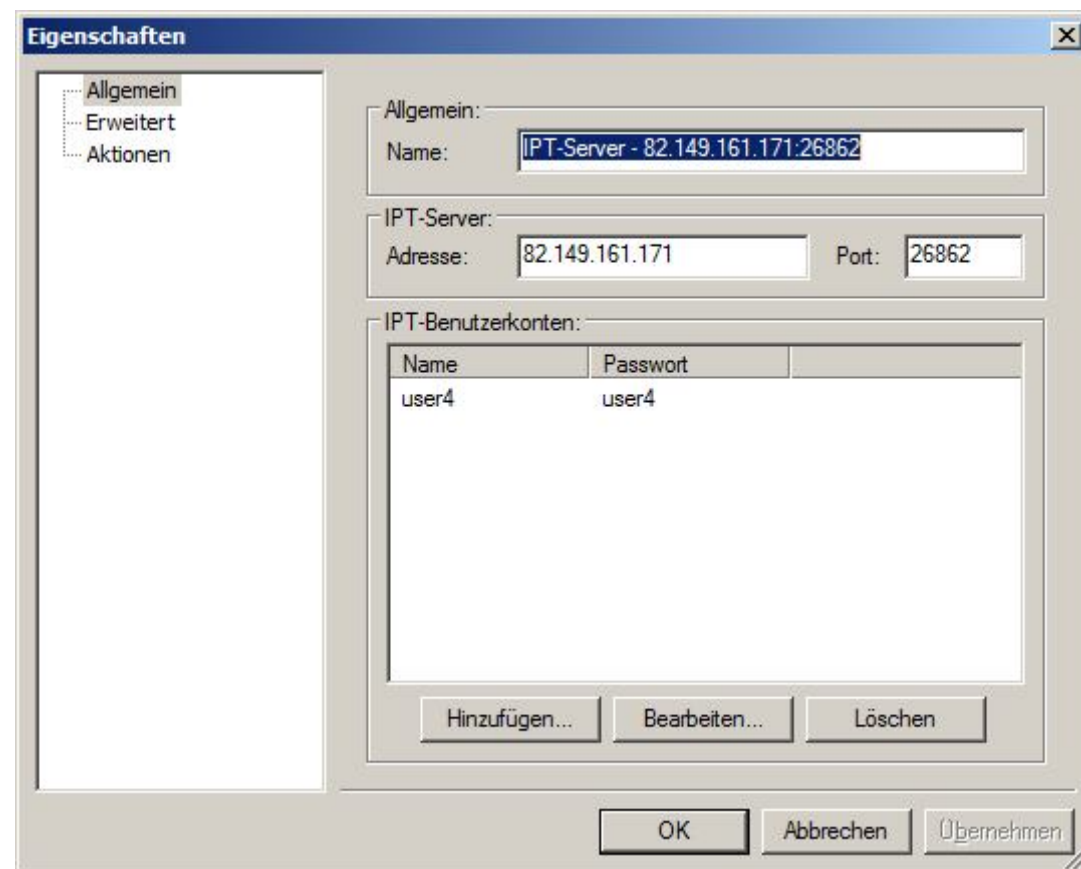 Eigenschaften
Allgemein
Erweitert
Aktionen
Allgemein:
Name: IPT-Server - 82.149.161.171:26862
IPT-Server:
Adresse: 82.149.161.171 Port: 26862
IPT-Benutzerkonten:
Name Passwort
user4 user4
Hinzufügen... Bearbeiten... Löschen
OK Abbrechen Übernehmen